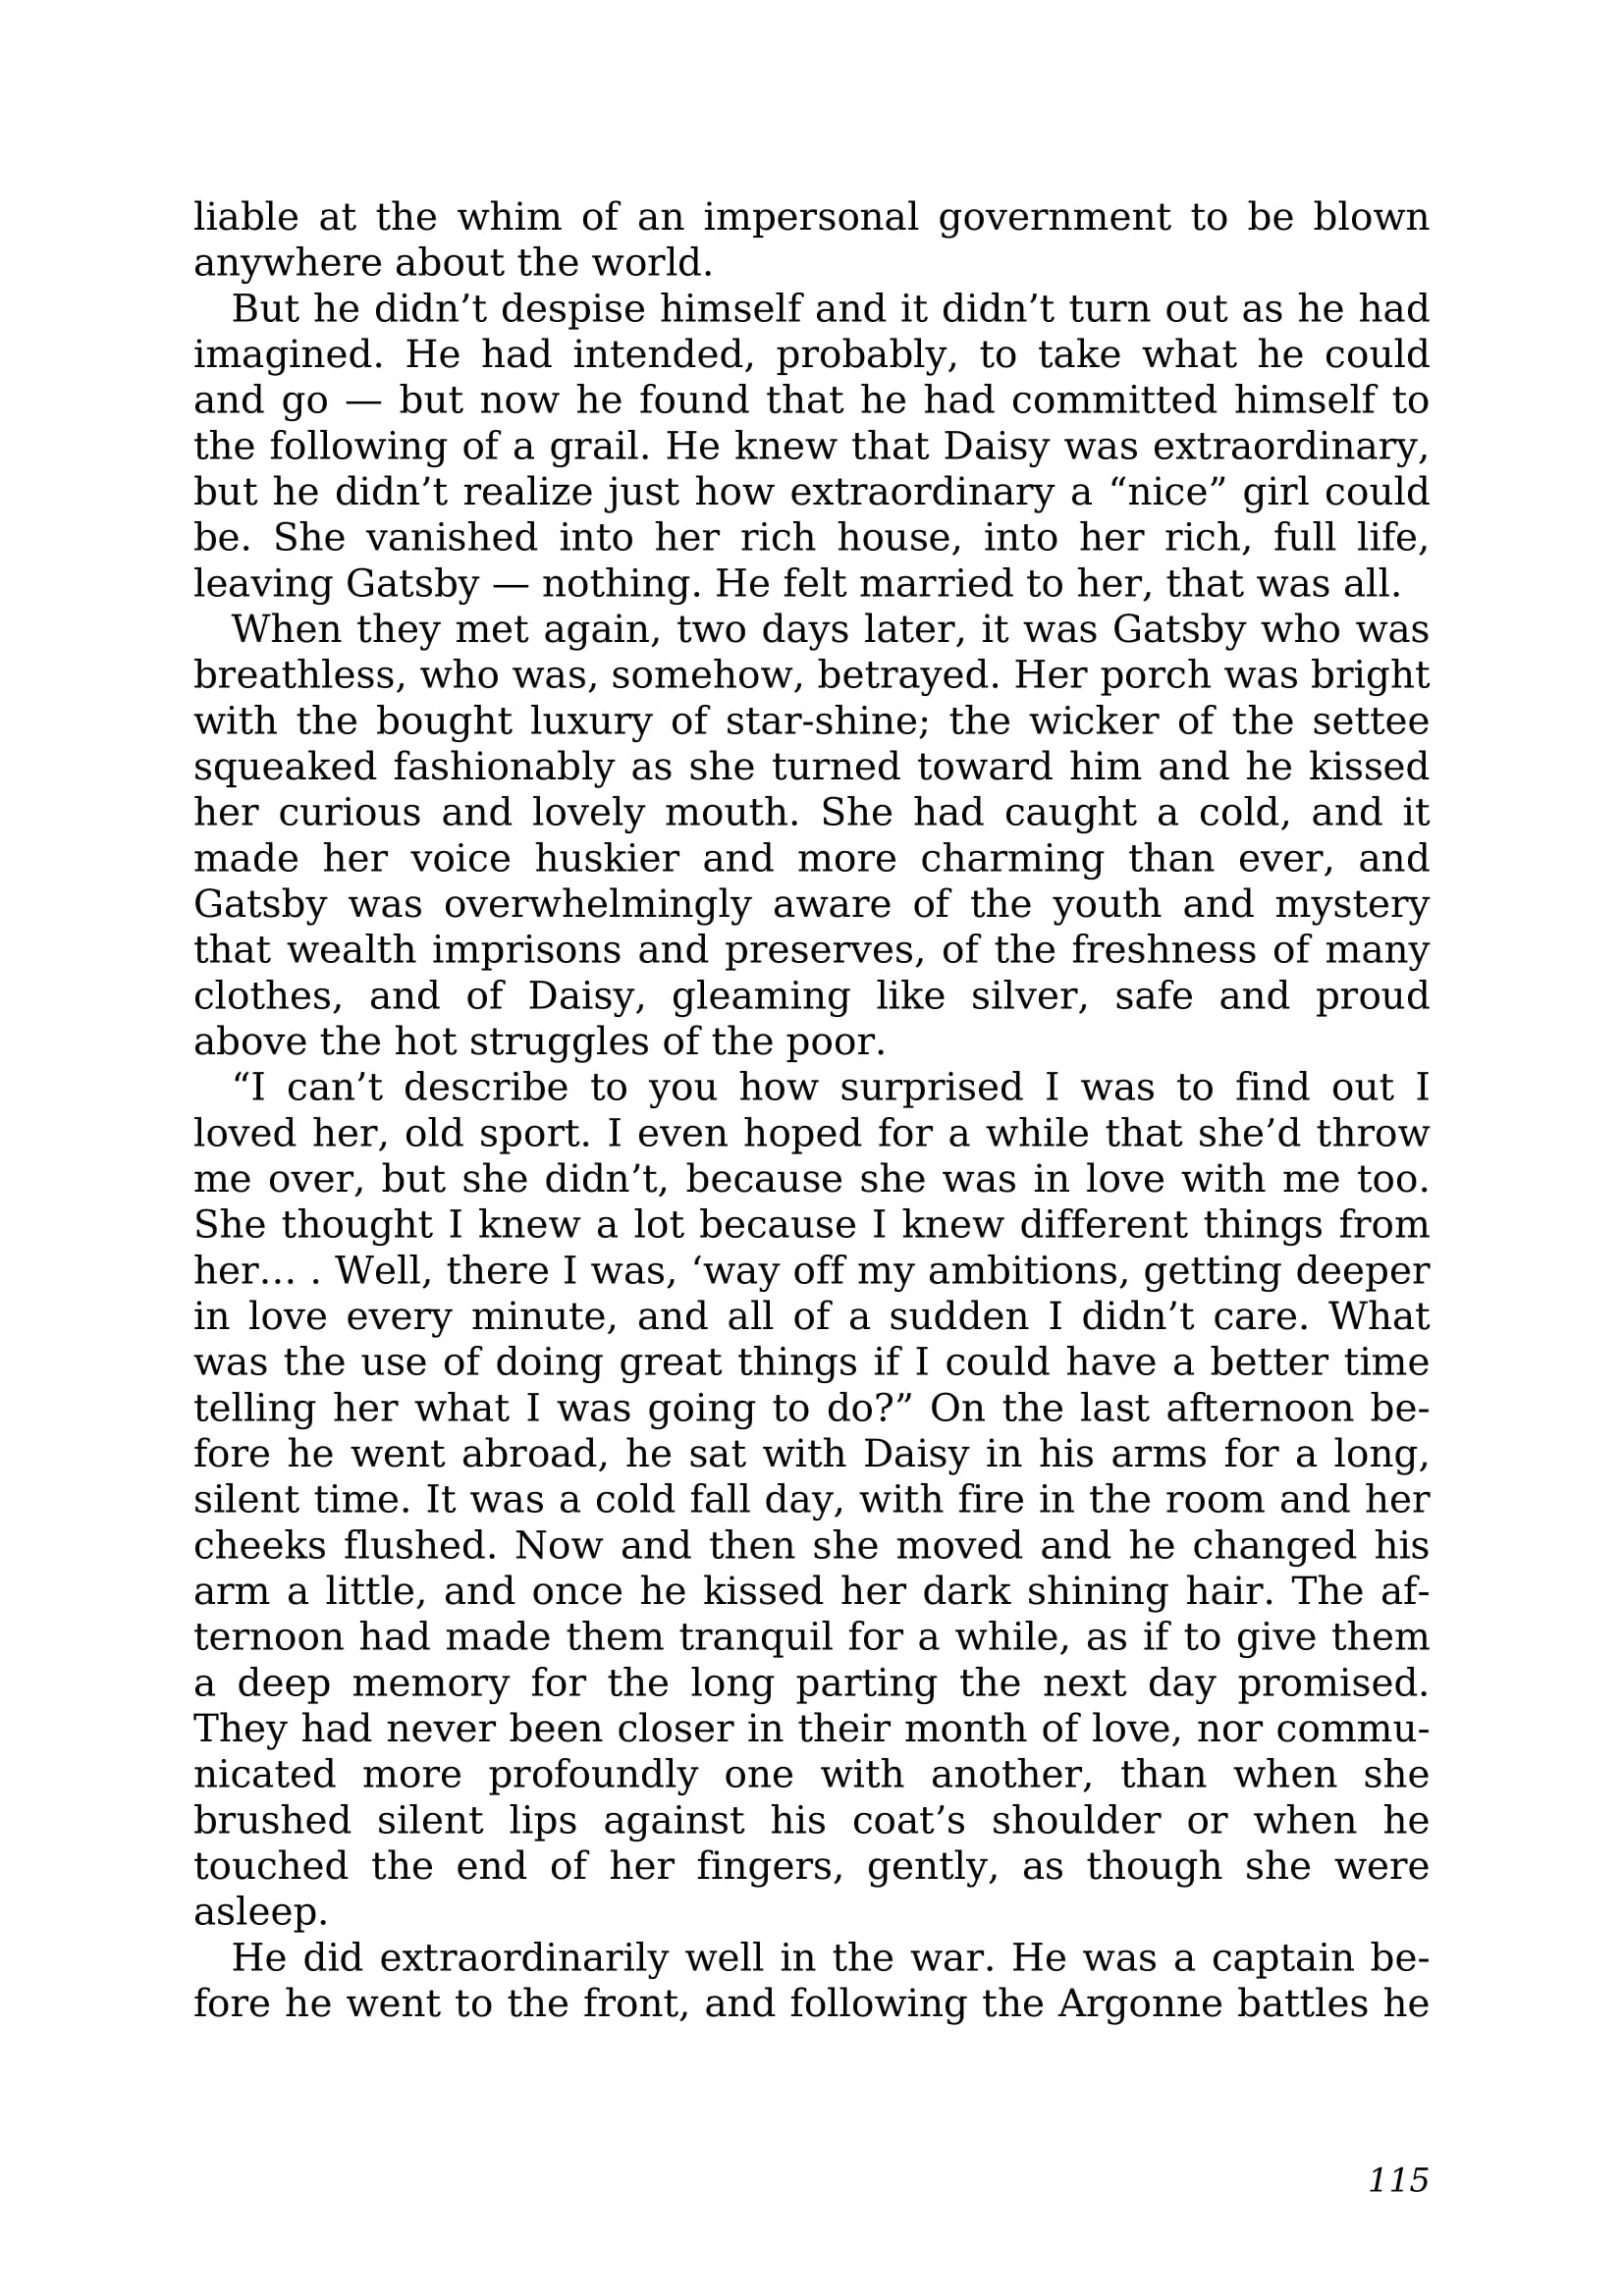 liable at the whim of an impersonal government to be blown
anywhere about the world.
But he didn’t despise himself and it didn’t turn out as he had
imagined. He had intended, probably, to take what he could
and go — but now he found that he had committed himself to
the following of a grail. He knew that Daisy was extraordinary,
but he didn’t realize just how extraordinary a “nice” girl could
be. She vanished into her rich house, into her rich, full life,
leaving Gatsby — nothing. He felt married to her, that was all.
When they met again, two days later, it was Gatsby who was
breathless, who was, somehow, betrayed. Her porch was bright
with the bought luxury of star-shine; the wicker of the settee
squeaked fashionably as she turned toward him and he kissed
her curious and lovely mouth. She had caught a cold, and it
made her voice huskier and more charming than ever, and
Gatsby was overwhelmingly aware of the youth and mystery
that wealth imprisons and preserves, of the freshness of many
clothes, and of Daisy, gleaming like silver, safe and proud
above the hot struggles of the poor.
“I can’t describe to you how surprised I was to find out I
loved her, old sport. I even hoped for a while that she’d throw
me over, but she didn’t, because she was in love with me too.
She thought I knew a lot because I knew different things from
her… . Well, there I was, ‘way off my ambitions, getting deeper
in love every minute, and all of a sudden I didn’t care. What
was the use of doing great things if I could have a better time
telling her what I was going to do?” On the last afternoon be-
fore he went abroad, he sat with Daisy in his arms for a long,
silent time. It was a cold fall day, with fire in the room and her
cheeks flushed. Now and then she moved and he changed his
arm a little, and once he kissed her dark shining hair. The af-
ternoon had made them tranquil for a while, as if to give them
a deep memory for the long parting the next day promised.
They had never been closer in their month of love, nor commu-
nicated more profoundly one with another, than when she
brushed silent lips against his coat’s shoulder or when he
touched the end of her fingers, gently, as though she were
asleep.
He did extraordinarily well in the war. He was a captain be-
fore he went to the front, and following the Argonne battles he
115